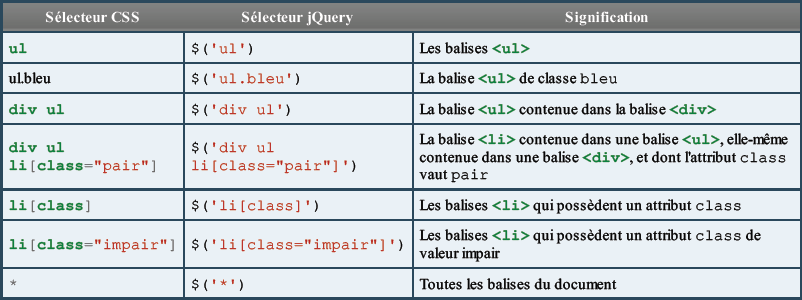 Sélecteur CSS Sélecteur jQuery Signification
ul $('ul') Les balises <ul>
ul.bleu $('ul.bleu') La balise <ul> de classe bleu
div ul $('div ul') La balise <ul> contenue dans la balise <div>
div ul
li[class="pair"]
$('div ul
li[class="pair"]')
La balise <li> contenue dans une balise <ul>, elle-même
contenue dans une balise <div>, et dont l'attribut class
vaut pair
li[class] $('li[class]') Les balises <li> qui possèdent un attribut class
li[class="impair"] $('li[class="impair"]') Les balises <li> qui possèdent un attribut class de
valeur impair
* $('*') Toutes les balises du document